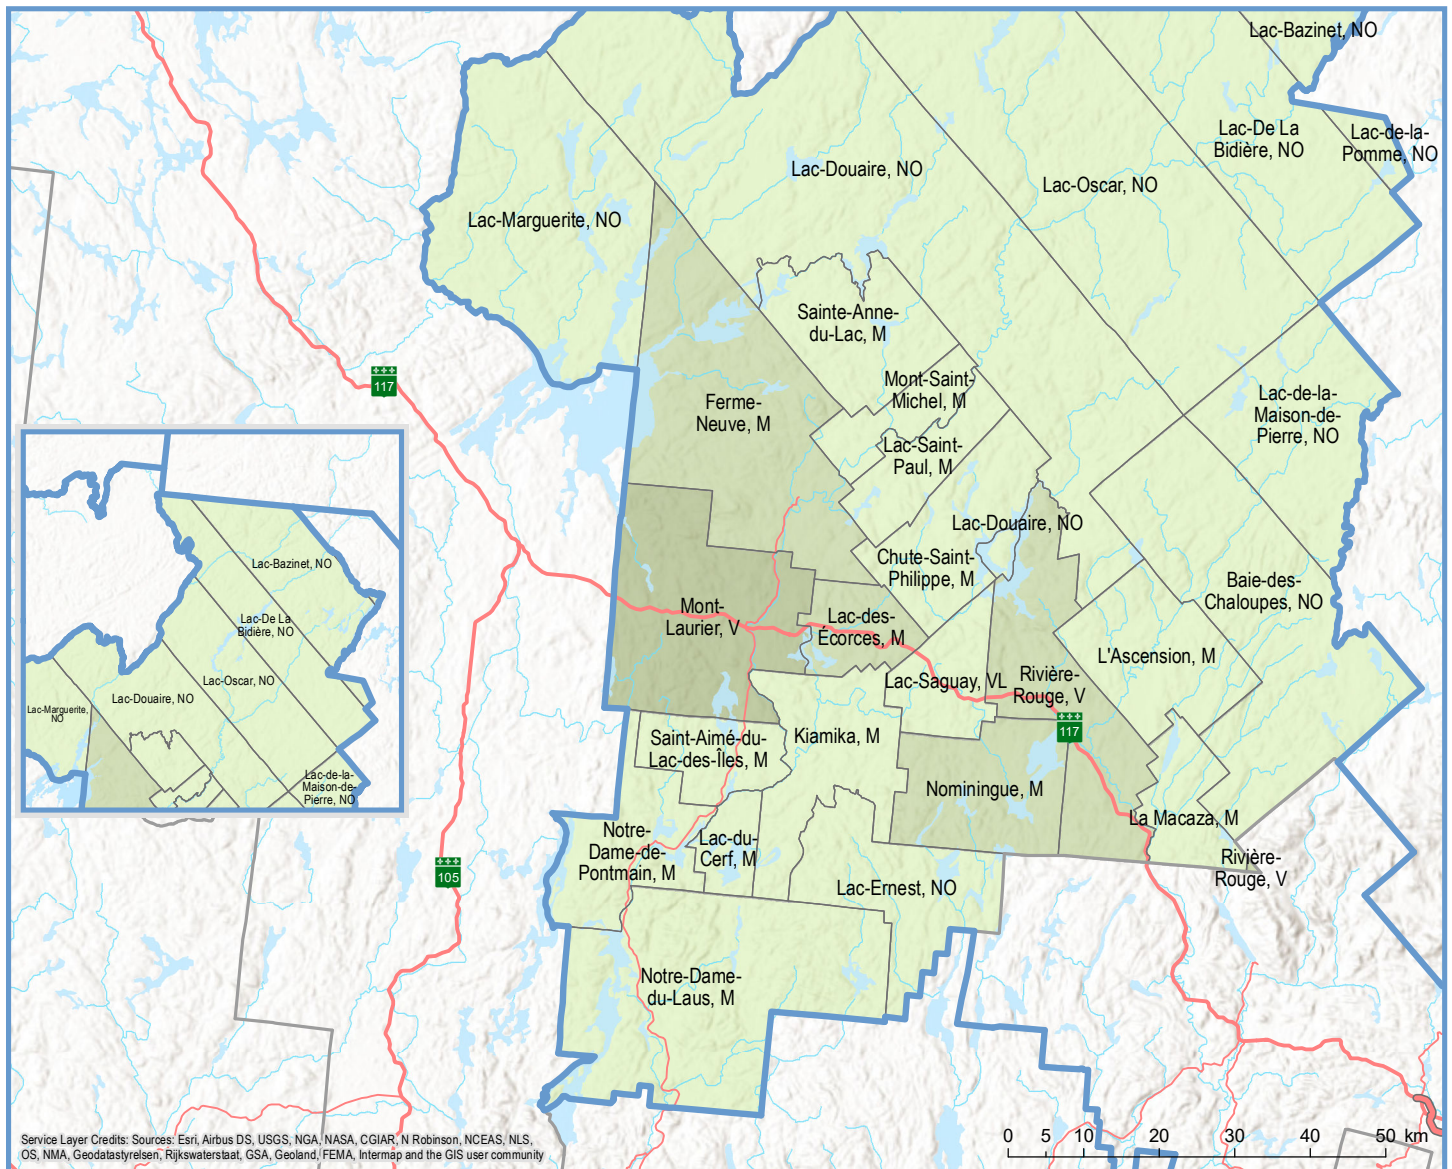 Lac-Bazinet, NO
Lac-De La
Bidière, NO
Lac-de-la-
Pomme, NO
Lac-Douaire, NO
Lac-Oscar, NO
Lac-Marguerite, NO
Sainte-Anne-
du-Lac, M
117
Mont-Saint-
Michel, M
Ferme-
Neuve, M
Lac-de-la-
Maison-de-
Pierre, NO
Lac-Saint-
Paul, M
Lac-Douaire, NO
Chute-Saint-
Philippe, M
Baie-des-
Chaloupes, NO
Mont-
Laurier, V
Lac-des-
Écorces, M
L'Ascension, M
Lac-Saguay, VL
Rivière-
Rouge, V
117
Saint-Aimé-du-
Lac-des-Îles, M
Kiamika, M
Nominingue, M
La Macaza, M
Notre-
Dame-de-
Pontmain, M
Lac-du-
Cerf, M
Rivière-
Rouge, V
105
Lac-Ernest, NO
Notre-Dame-
du-Laus, M
Lac-Bazinet, NO
Lac-De La
Bidière, NO
Lac-Oscar, NO
Lac-Douaire, NO
Lac-Marguerite,
NO
Lac-de-la-
Maison-de-
Pierre, NO
Service Layer Credits: Sources: Esri, Airbus DS, USGS, NGA, NASA, CGIAR, N Robinson, NCEAS, NLS,
OS, NMA, Geodatastyrelsen, Rijkswaterstaat, GSA, Geoland, FEMA, Intermap and the GIS user community
0 5 10 20 30 40 50 km